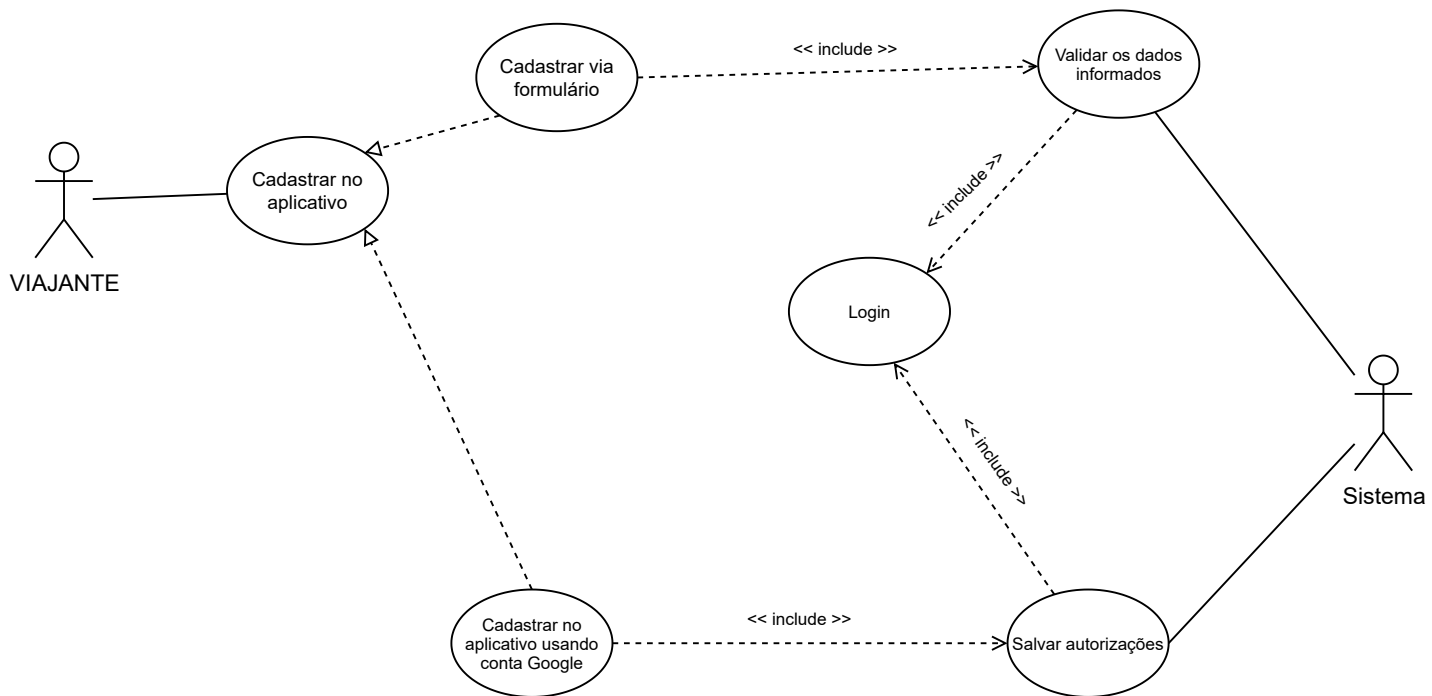 Cadastrar via
formulário
<< include >>
Validar os dados
informados
Cadastrar no
aplicativo
VIAJANTE
<< include >>
Login
<< include >>
Sistema
Cadastrar no
aplicativo usando
conta Google
<< include >>
Salvar autorizações